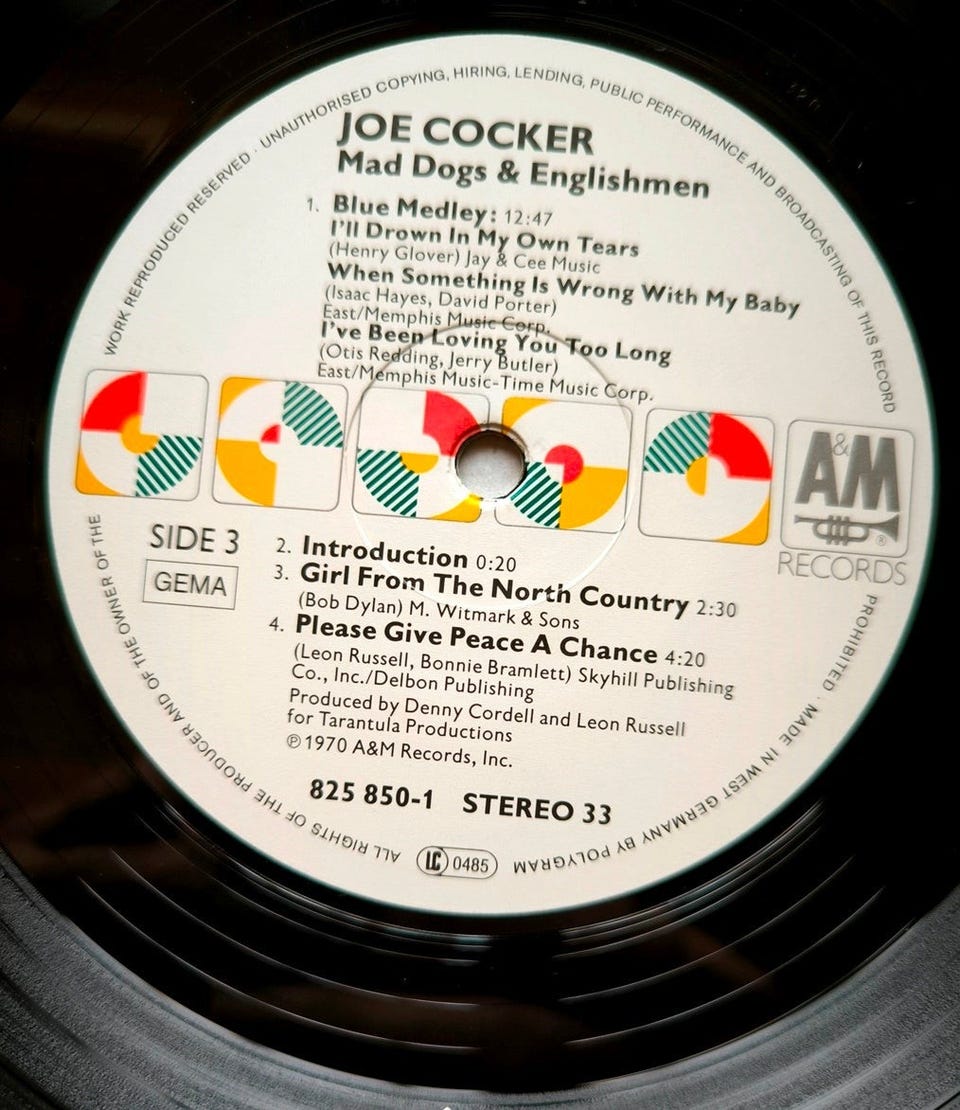 WORK REPRODUCED RESERVED · UNAUTHORISED COPYING, HIRING, LENDING, PUBLIC PERFORMANCE AND BROADCASTING OF THIS RECORD
JOE COCKER
Mad Dogs & Englishmen
1. Blue Medley: 12:47
I'll Drown In My Own Tears
(Henry Glover) Jay & Cee Music
When Something Is Wrong With My Baby
(Isaac Hayes, David Porter)
East/Memphis Music Corp.
I've Been Loving You Too Long
(Otis Redding, Jerry Butler)
East/Memphis Music-Time Music Corp.
A&M
®
RECORDS
SIDE 3
GEMA
2. Introduction 0:20
3. Girl From The North Country 2:30
(Bob Dylan) M. Witmark & Sons
4. Please Give Peace A Chance 4:20
(Leon Russell, Bonnie Bramlett) Skyhill Publishing
Co., Inc./Delbon Publishing
Produced by Denny Cordell and Leon Russell
for Tarantula Productions
℗ 1970 A&M Records, Inc.
825 850-1 STEREO 33
LC 0485
PROHIBITED · MADE IN WEST GERMANY BY POLYGRAM
ALL RIGHTS OF THE PRODUCER AND OF THE OWNER OF THE